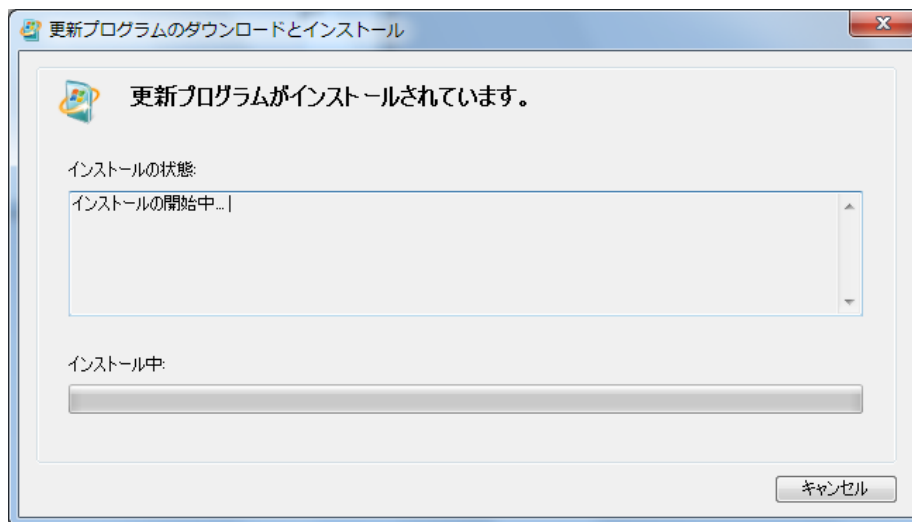 更新プログラムのダウンロードとインストール
更新プログラムがインストールされています。
インストールの状態:
インストールの開始中...
インストール中:
キャンセル